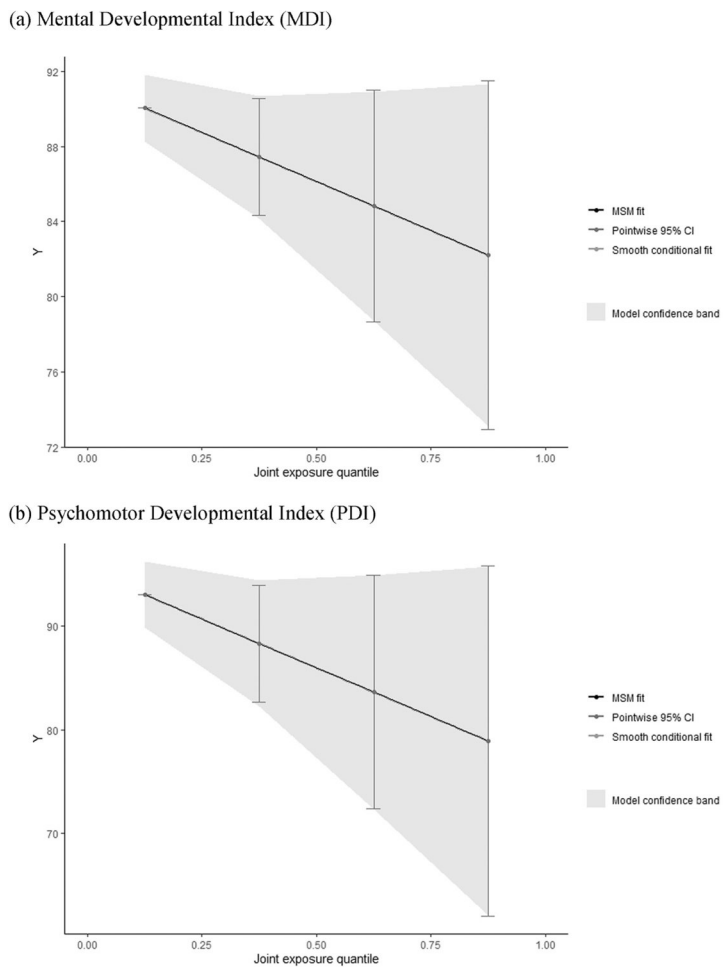 (a) Mental Developmental Index (MDI)
92
88
84
80
76
72
Y
0.00 0.25 0.50 0.75 1.00
Joint exposure quantile
MSM fit
Pointwise 95% CI
Smooth conditional fit
Model confidence band
(b) Psychomotor Developmental Index (PDI)
90
80
70
Y
0.00 0.25 0.50 0.75 1.00
Joint exposure quantile
MSM fit
Pointwise 95% CI
Smooth conditional fit
Model confidence band